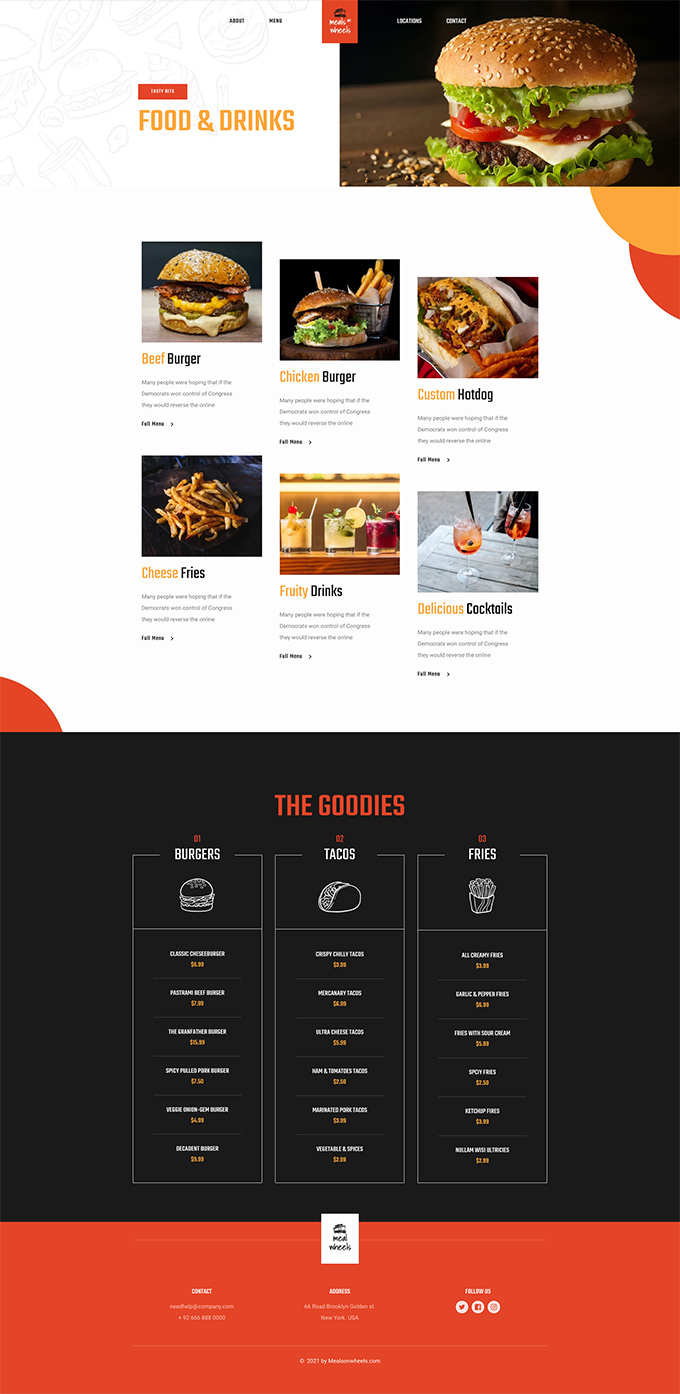 ABOUT
MENU
meals on
wheels
LOCATIONS
CONTACT
TASTY BITS
FOOD & DRINKS
Beef Burger
Many people were hoping that if the
Democrats won control of Congress
they would reverse the online
Full Menu
Chicken Burger
Many people were hoping that if the
Democrats won control of Congress
they would reverse the online
Full Menu
Custom Hotdog
Many people were hoping that if the
Democrats won control of Congress
they would reverse the online
Full Menu
Cheese Fries
Many people were hoping that if the
Democrats won control of Congress
they would reverse the online
Full Menu
Fruity Drinks
Many people were hoping that if the
Democrats won control of Congress
they would reverse the online
Full Menu
Delicious Cocktails
Many people were hoping that if the
Democrats won control of Congress
they would reverse the online
Full Menu
THE GOODIES
01
BURGERS
CLASSIC CHESEEBURGER
$6.99
PASTRAMI BEEF BURGER
$7.99
THE GRANFATHER BURGER
$15.99
SPICY PULLED PORK BURGER
$7.50
VEGGIE ONION-GEM BURGER
$4.99
DECADENT BURGER
$9.99
02
TACOS
CRISPY CHILLY TACOS
$3.99
MERCANARY TACOS
$6.99
ULTRA CHEESE TACOS
$5.99
HAM & TOMATOES TACOS
$2.50
MARINATED PORK TACOS
$3.99
VEGETABLE & SPICES
$2.99
03
FRIES
ALL CREAMY FRIES
$3.99
GARLIC & PEPPER FRIES
$6.99
FRIES WITH SOUR CREAM
$5.99
SPCIY FRIES
$2.50
KETCHUP FIRES
$3.99
NULLAM WISI ULTRICIES
$2.99
meal
wheels
CONTACT
needhelp@company.com
+ 92 666 888 0000
ADDRESS
66 Road Brooklyn Golden st.
New York. USA
FOLLOW US
© 2021 by Mealsonwheels.com